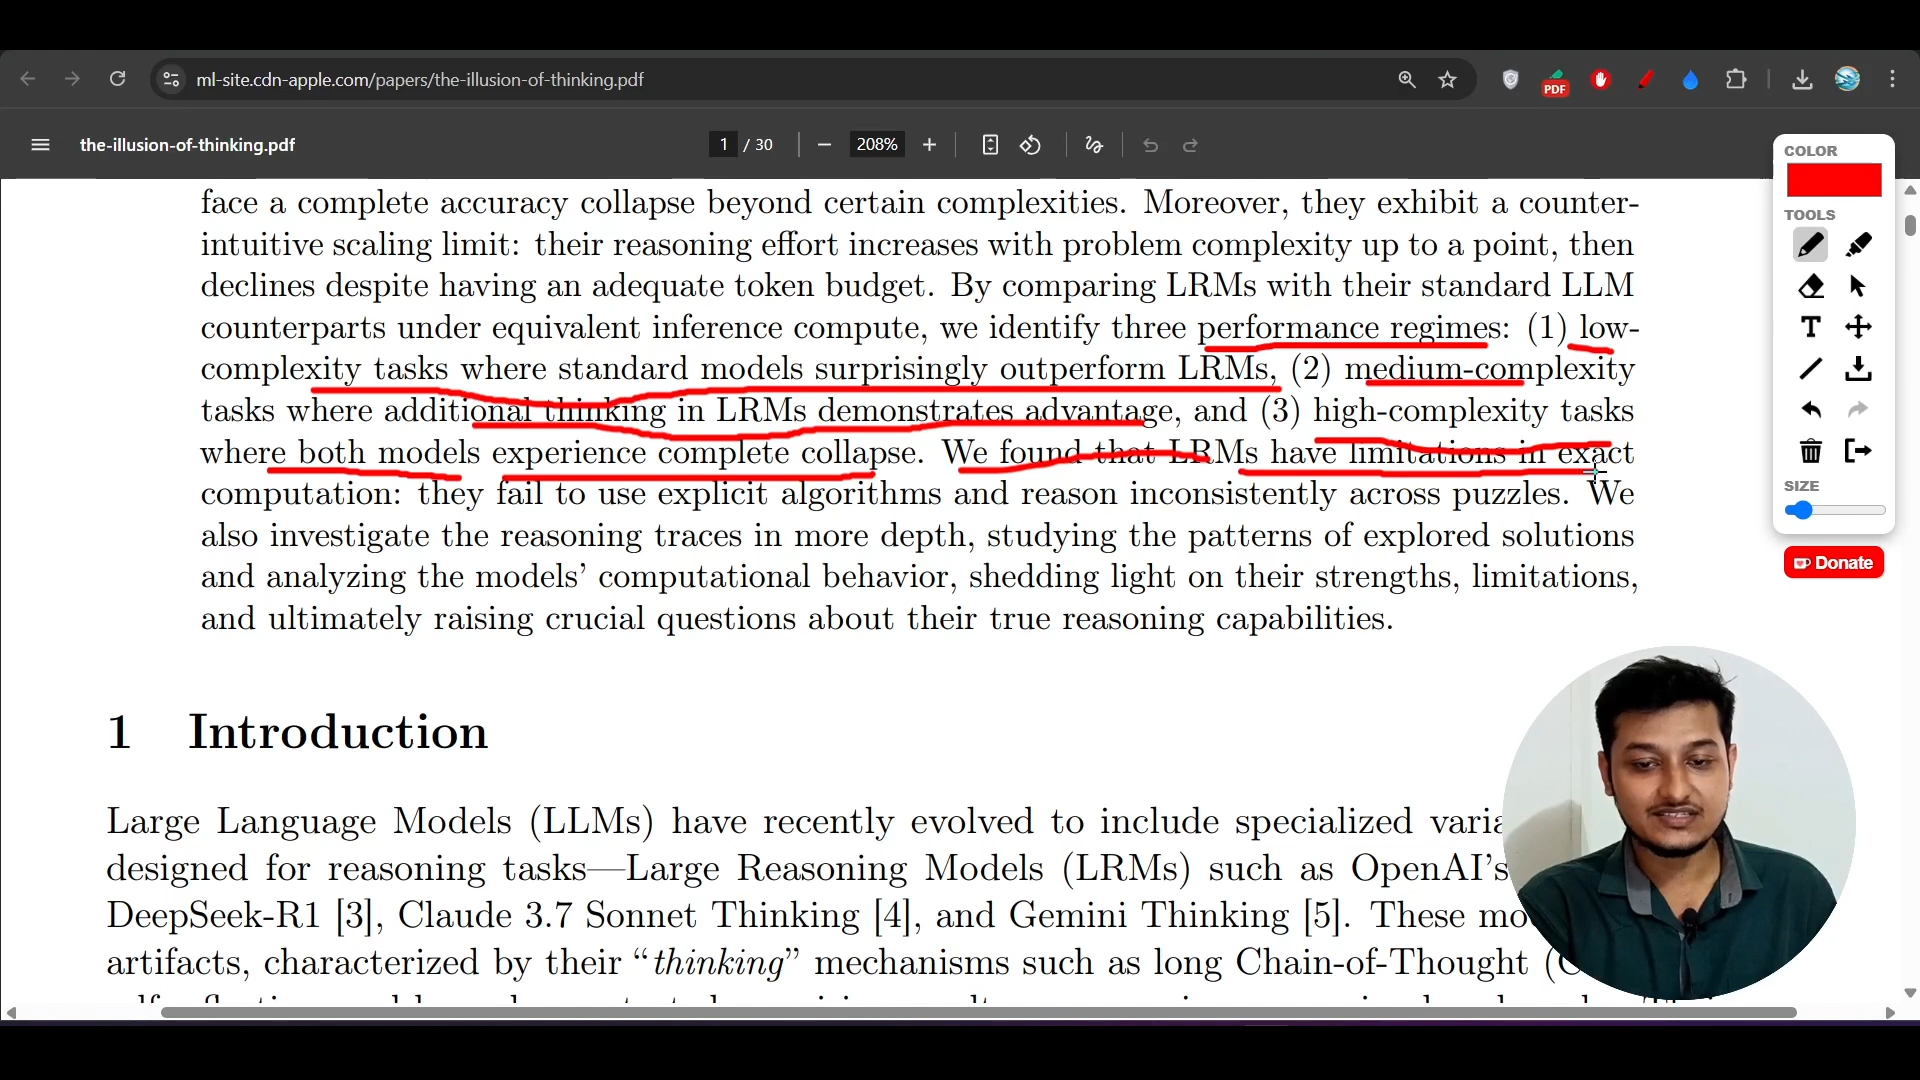 ml-site.cdn-apple.com/papers/the-illusion-of-thinking.pdf
PDF
the-illusion-of-thinking.pdf
1 / 30
208%
COLOR
TOOLS
SIZE
Donate
face a complete accuracy collapse beyond certain complexities. Moreover, they exhibit a counter-
intuitive scaling limit: their reasoning effort increases with problem complexity up to a point, then
declines despite having an adequate token budget. By comparing LRMs with their standard LLM
counterparts under equivalent inference compute, we identify three performance regimes: (1) low-
complexity tasks where standard models surprisingly outperform LRMs, (2) medium-complexity
tasks where additional thinking in LRMs demonstrates advantage, and (3) high-complexity tasks
where both models experience complete collapse. We found that LRMs have limitations in exact
computation: they fail to use explicit algorithms and reason inconsistently across puzzles. We
also investigate the reasoning traces in more depth, studying the patterns of explored solutions
and analyzing the models’ computational behavior, shedding light on their strengths, limitations,
and ultimately raising crucial questions about their true reasoning capabilities.
1 Introduction
Large Language Models (LLMs) have recently evolved to include specialized
designed for reasoning tasks—Large Reasoning Models (LRMs) such as OpenAI’s
DeepSeek-R1 [3], Claude 3.7 Sonnet Thinking [4], and Gemini Thinking [5]. These
artifacts, characterized by their “thinking” mechanisms such as long Chain-of-Thought